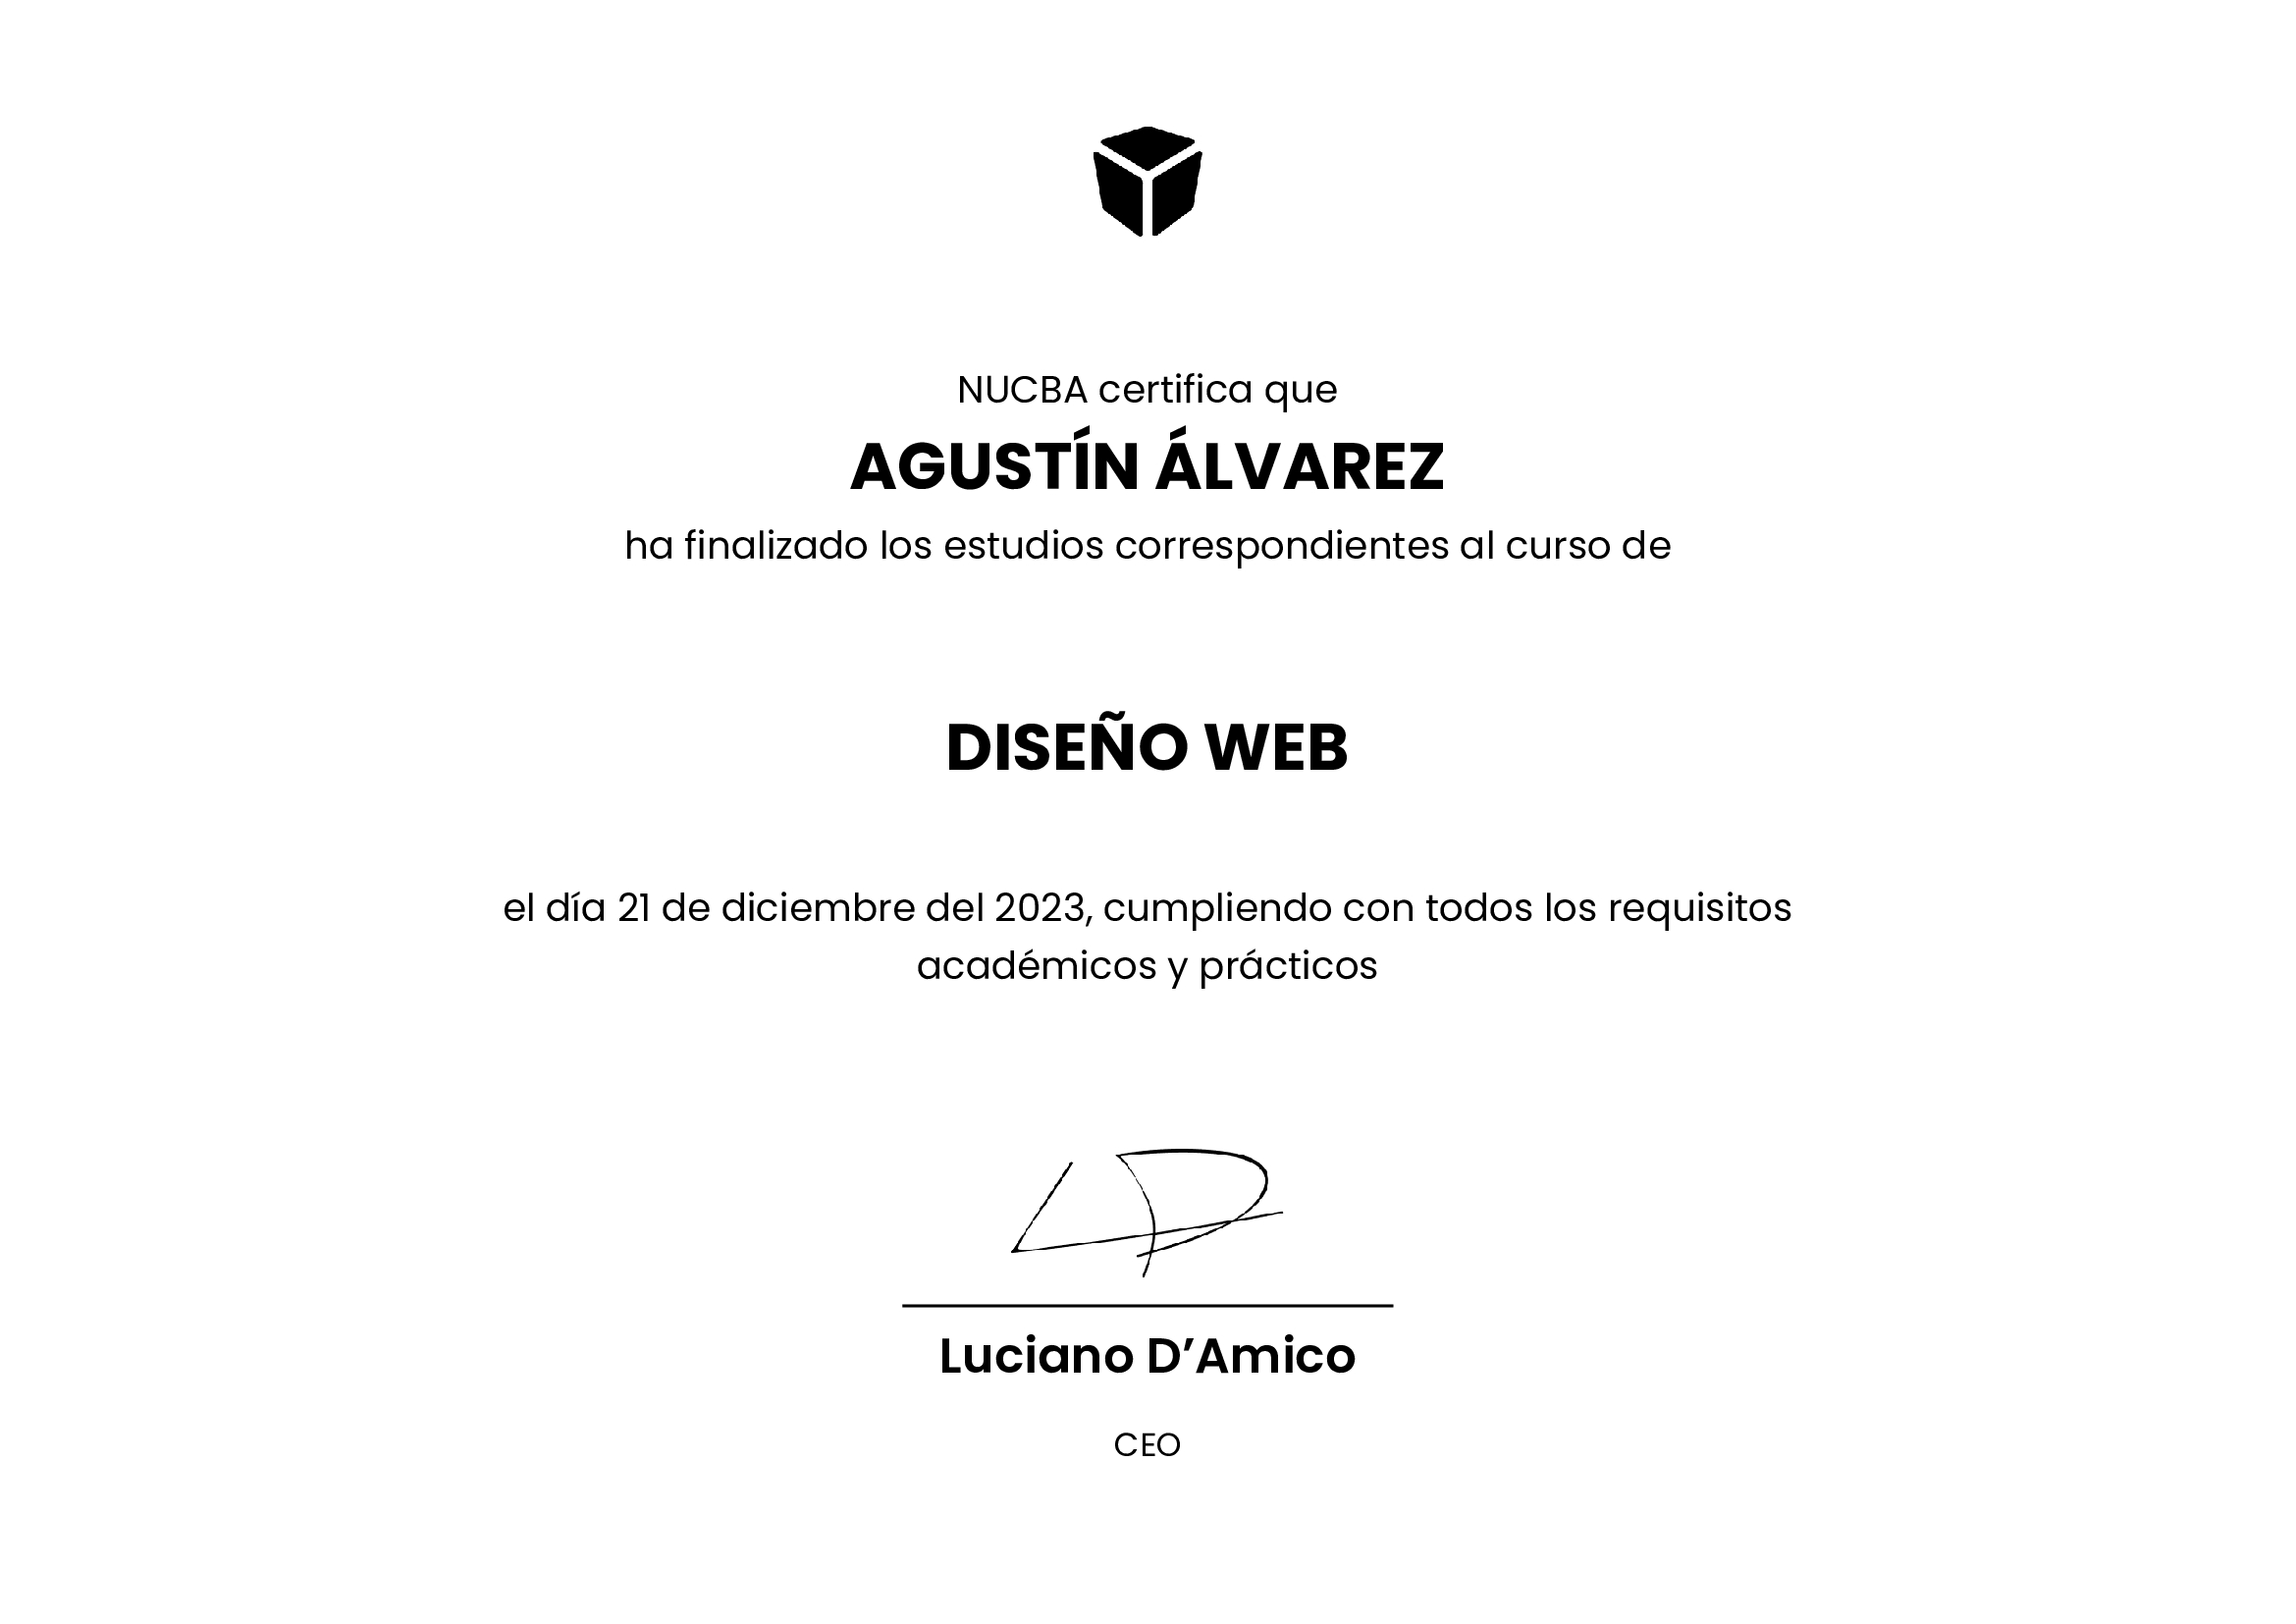 NUCBA certifica que
AGUSTÍN ÁLVAREZ
ha finalizado los estudios correspondientes al curso de
DISEÑO WEB
el día 21 de diciembre del 2023, cumpliendo con todos los requisitos
académicos y prácticos
Luciano D’Amico
CEO